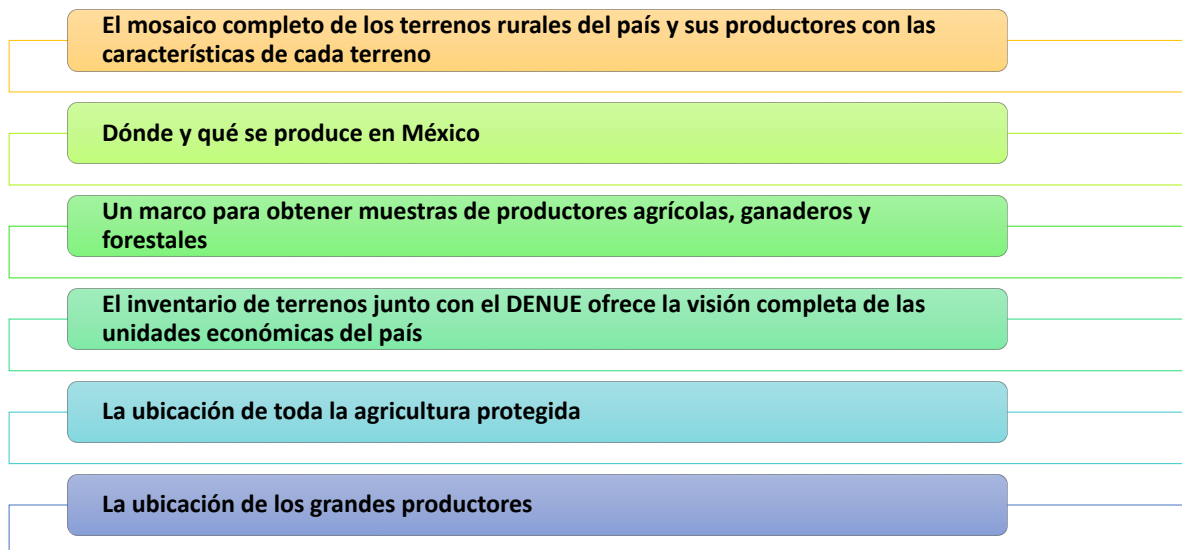 El mosaico completo de los terrenos rurales del país y sus productores con las
características de cada terreno
Dónde y qué se produce en México
Un marco para obtener muestras de productores agrícolas, ganaderos y
forestales
El inventario de terrenos junto con el DENUE ofrece la visión completa de las
unidades económicas del país
La ubicación de toda la agricultura protegida
La ubicación de los grandes productores